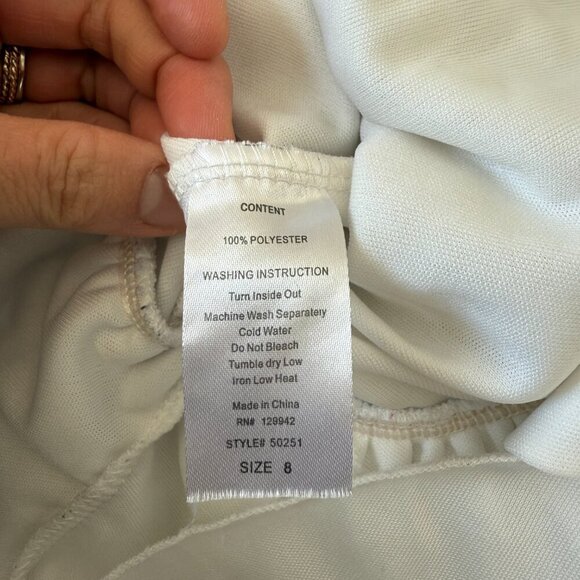 CONTENT
100% POLYESTER
WASHING INSTRUCTION
Turn Inside Out
Machine Wash Separately
Cold Water
Do Not Bleach
Tumble dry Low
Iron Low Heat
Made in China
RN# 129942
STYLE# 50251
SIZE 8